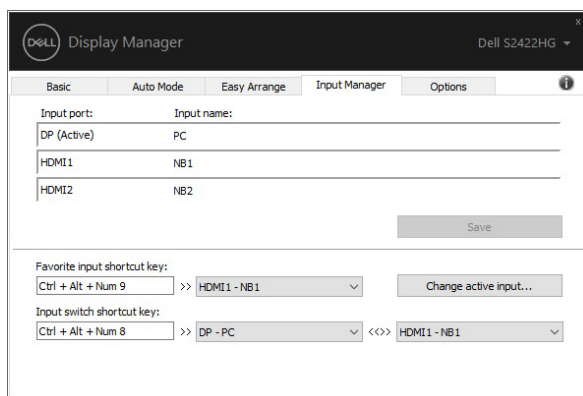 x
DELL Display Manager Dell S2422HG
Basic Auto Mode Easy Arrange Input Manager Options i
Input port: Input name:
DP (Active) PC
HDMI1 NB1
HDMI2 NB2
Save
Favorite input shortcut key:
Ctrl + Alt + Num 9 >> HDMI1 - NB1 Change active input...
Input switch shortcut key:
Ctrl + Alt + Num 8 >> DP - PC <<>> HDMI1 - NB1